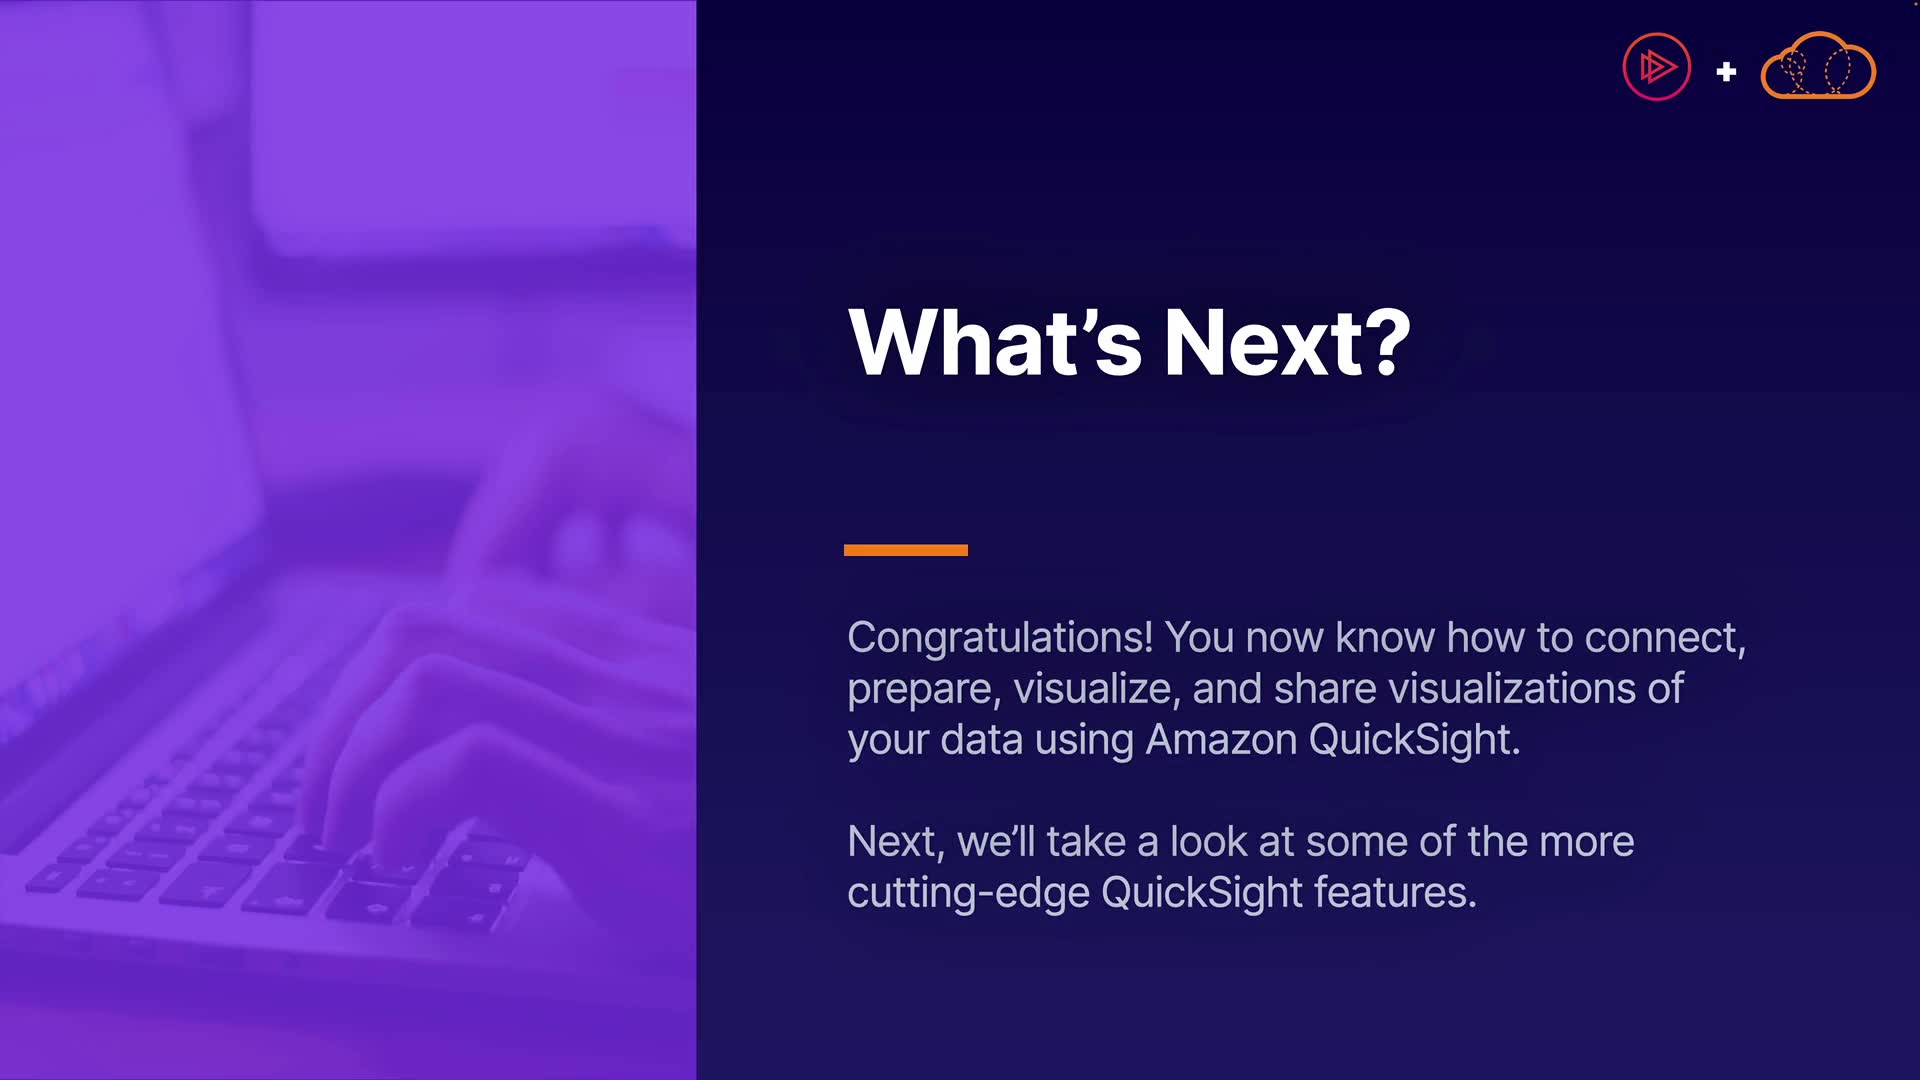 What’s Next?
Congratulations! You now know how to connect,
prepare, visualize, and share visualizations of
your data using Amazon QuickSight.
Next, we’ll take a look at some of the more
cutting-edge QuickSight features.